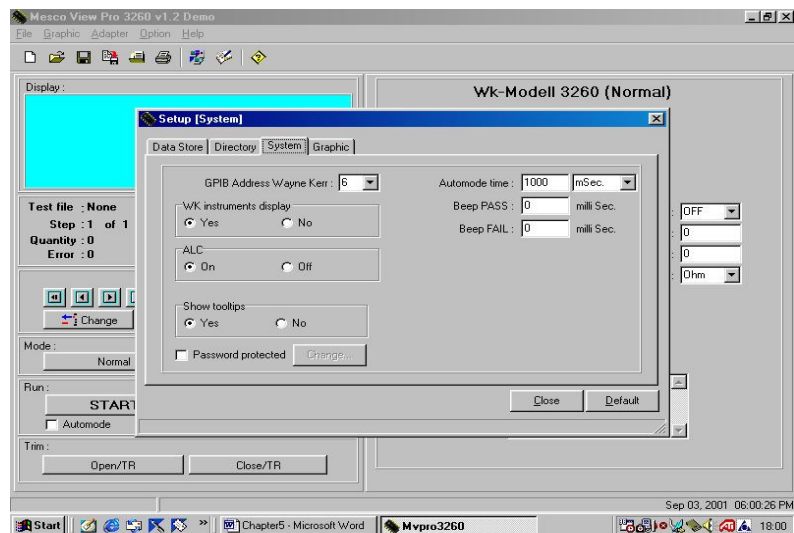 Mesco View Pro 3260 v1.2 Demo
File Graphic Adapter Option Help
Display :
Wk-Modell 3260 (Normal)
Setup [System]
Data Store Directory System Graphic
GPIB Address Wayne Kerr : 6
Automode time : 1000 mSec.
WK instruments display
Yes No
Beep PASS : 0 milli Sec.
Beep FAIL : 0 milli Sec.
ALC
On Off
Show tooltips
Yes No
Password protected Change...
Close Default
Test file : None
Step : 1 of 1
Quantity : 0
Error : 0
: OFF
: 0
: 0
: Ohm
Change
Mode :
Normal
Run :
START
Automode
Trim :
Open/TR Close/TR
Sep 03, 2001 06:00:26 PM
Start » Chapter5 - Microsoft Word Mvpro3260 18:00